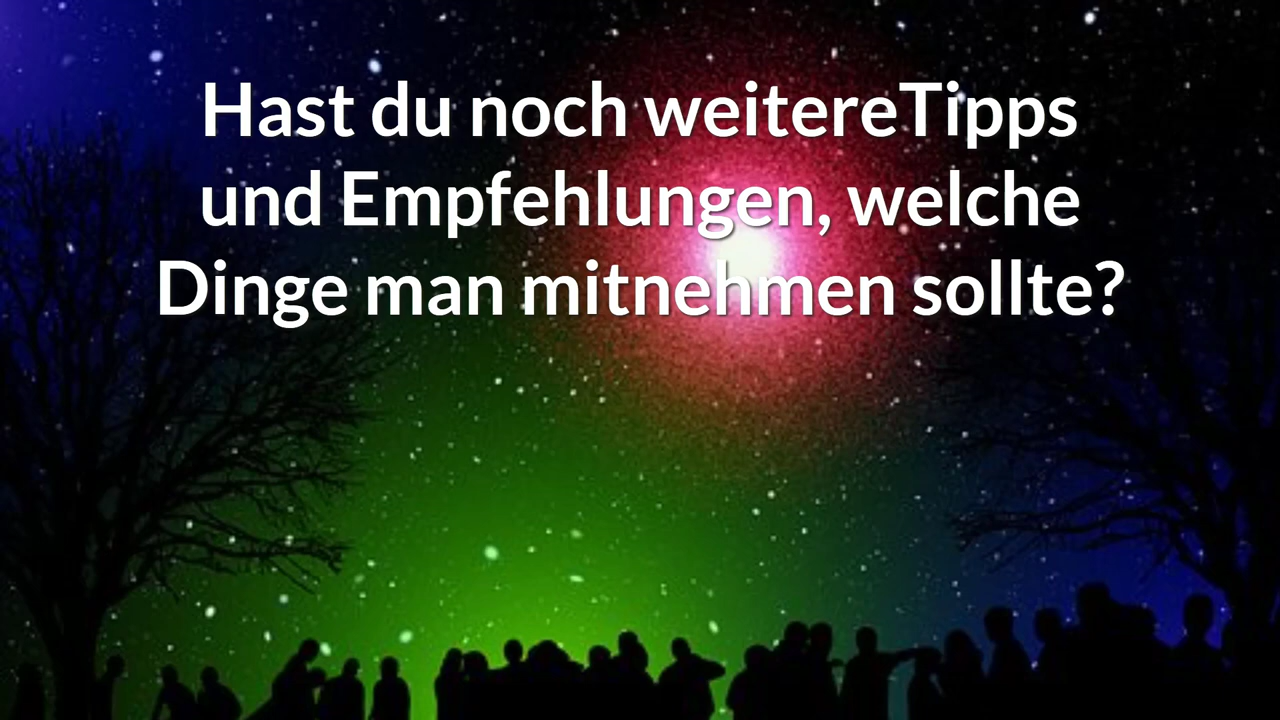 Hast du noch weitereTipps
und Empfehlungen, welche
Dinge man mitnehmen sollte?